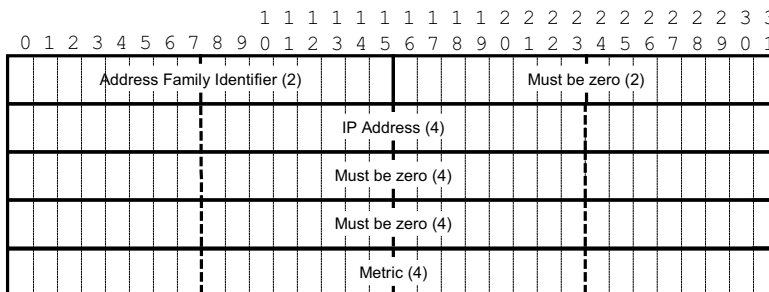 1 1 1 1 1 1 1 1 1 1 2 2 2 2 2 2 2 2 2 2 3 3
0 1 2 3 4 5 6 7 8 9 0 1 2 3 4 5 6 7 8 9 0 1 2 3 4 5 6 7 8 9 0 1
Address Family Identifier (2) Must be zero (2)
IP Address (4)
Must be zero (4)
Must be zero (4)
Metric (4)